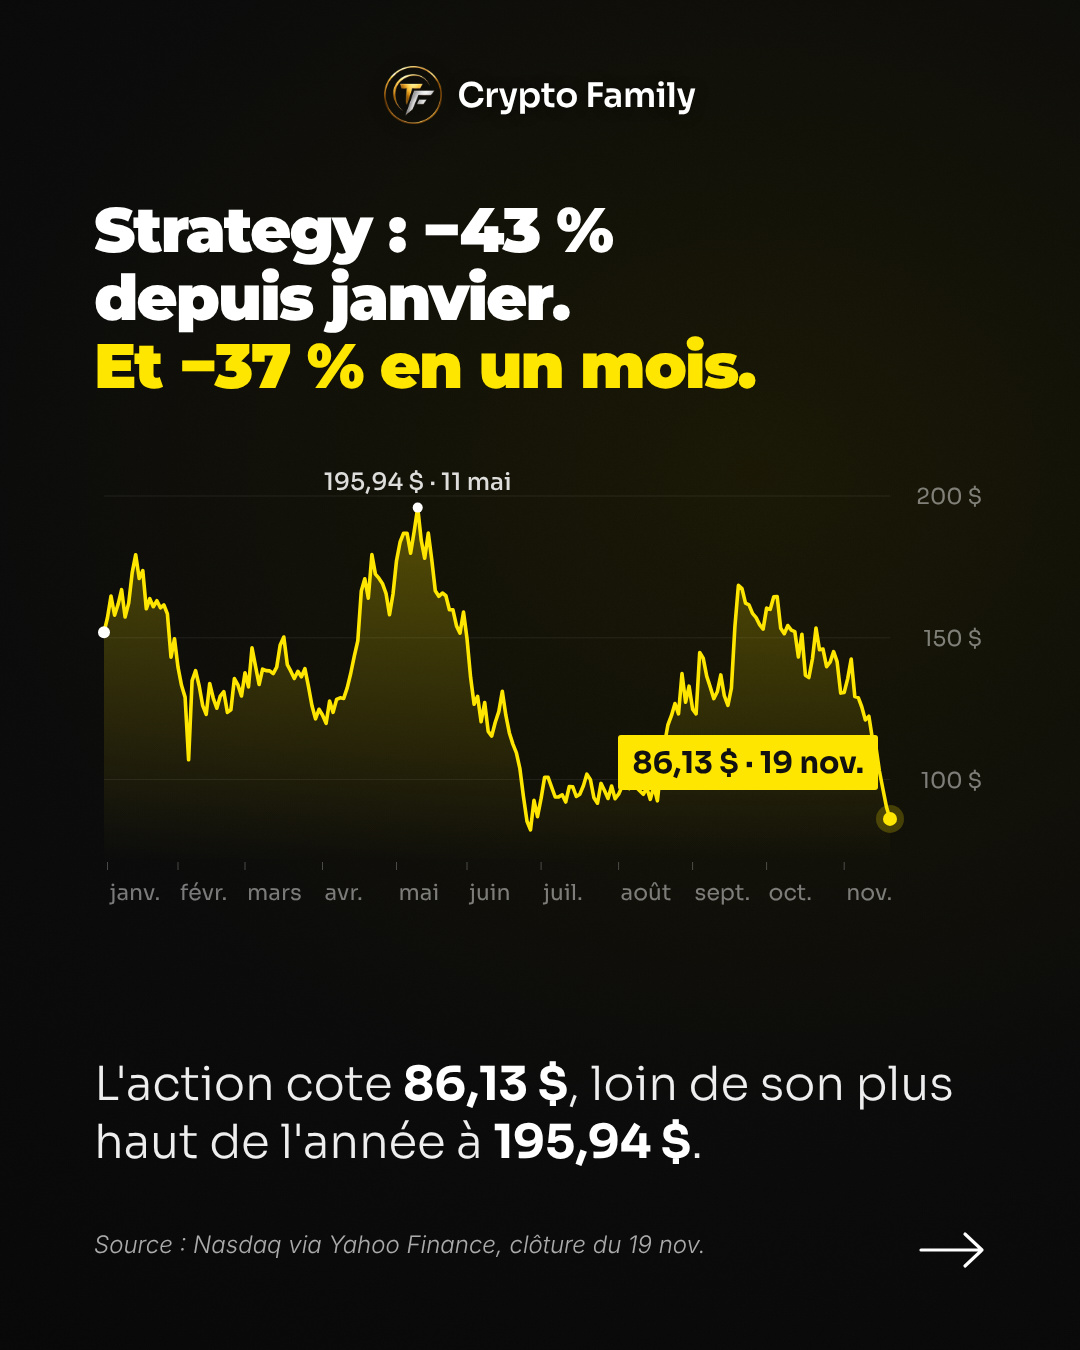 TF
Crypto Family
Strategy : −43 %
depuis janvier.
Et −37 % en un mois.
195,94 $ · 11 mai
200 $
150 $
86,13 $ · 19 nov.
100 $
janv. févr. mars avr. mai juin juil. août sept. oct. nov.
L'action cote 86,13 $, loin de son plus
haut de l'année à 195,94 $.
Source : Nasdaq via Yahoo Finance, clôture du 19 nov.